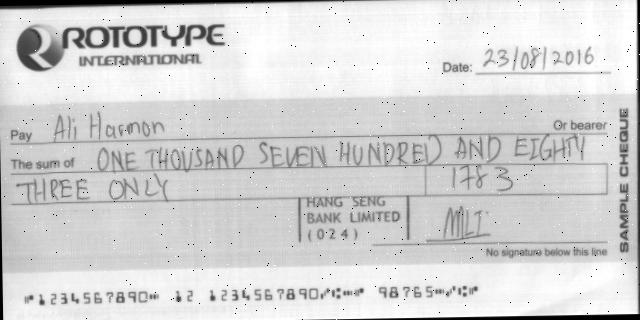 ROTOTYPE
INTERNATIONAL
Date: 23/08/2016
Pay Ali Harmon Or bearer
The sum of ONE THOUSAND SEVEN HUNDRED AND EIGHTY
THREE ONLY 1783
HANG SENG
BANK LIMITED
(024)
MLI
No signature below this line
SAMPLE CHEQUE
1234567890 12 1234567890 98765